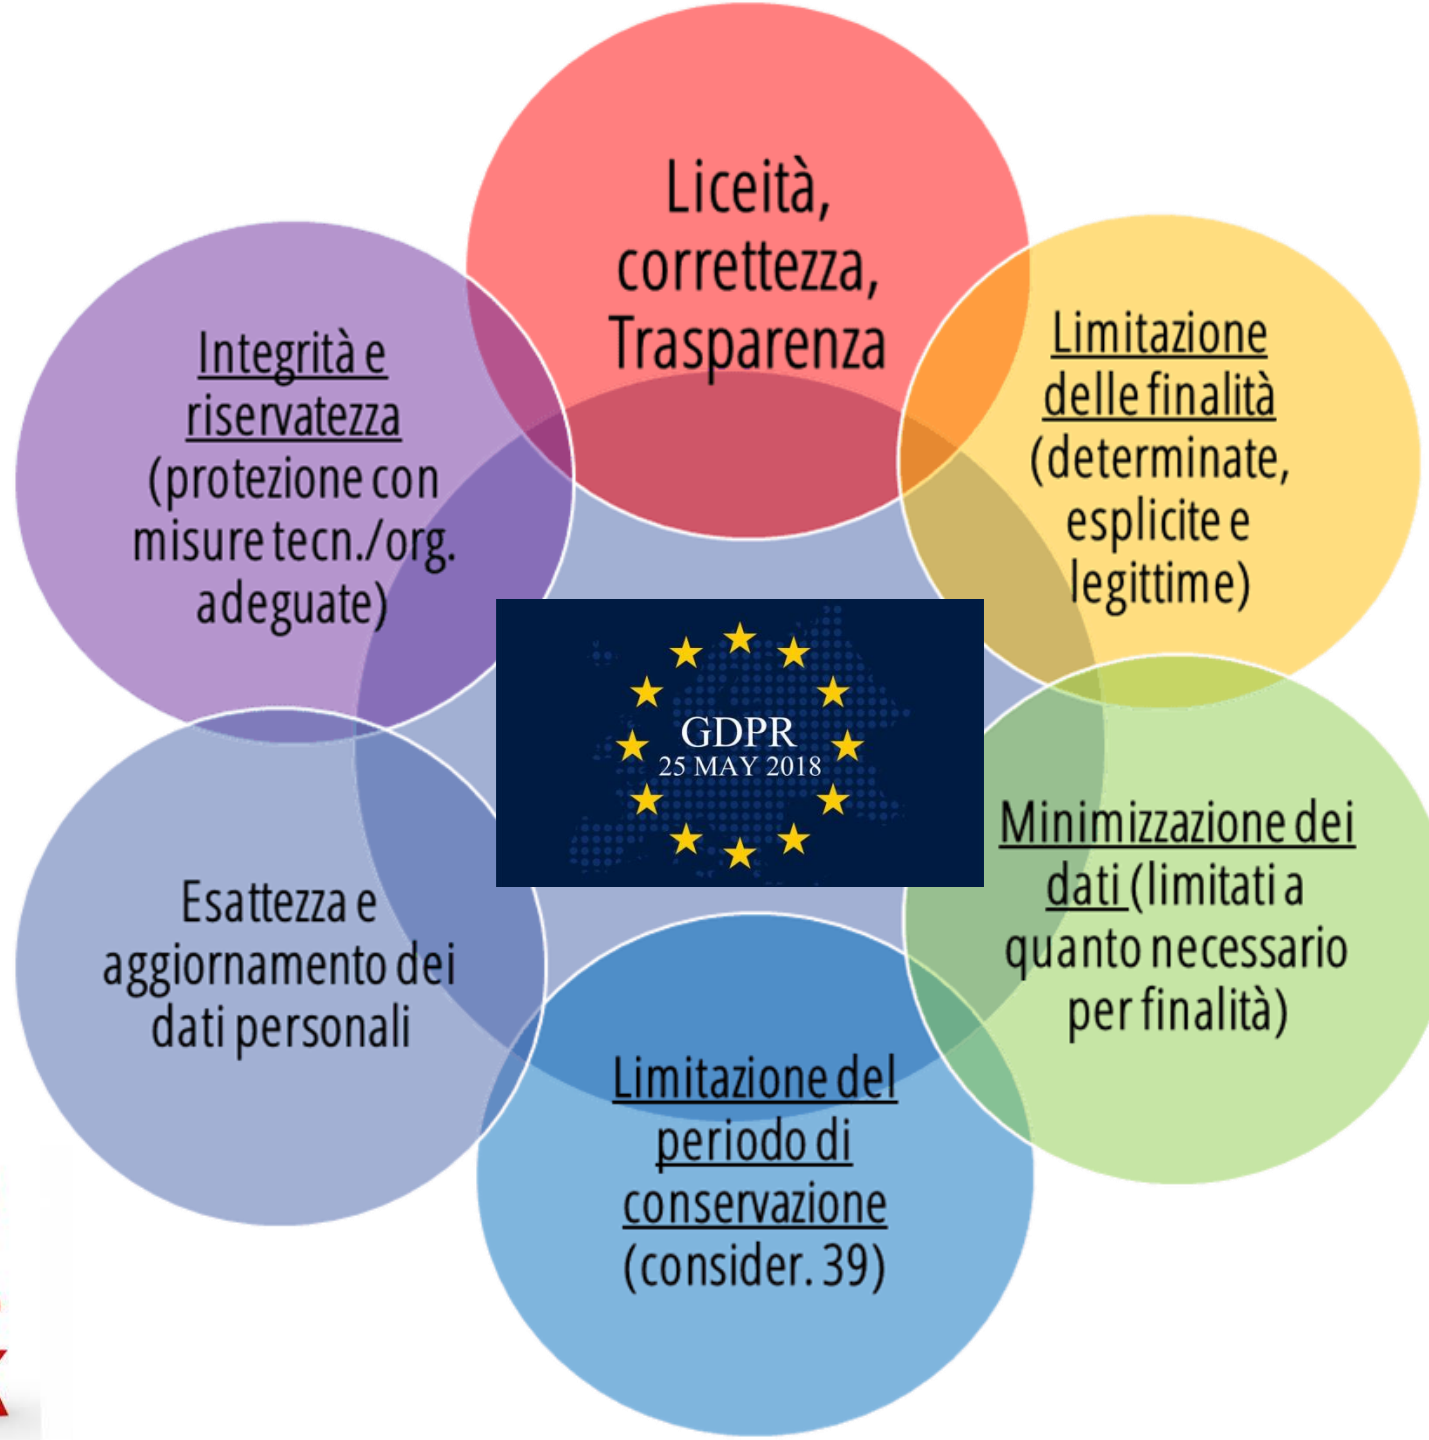 Liceità,
correttezza,
Trasparenza
Limitazione
delle finalità
(determinate,
esplicite e
legittime)
Minimizzazione dei
dati (limitati a
quanto necessario
per finalità)
Limitazione del
periodo di
conservazione
(consider. 39)
Esattezza e
aggiornamento dei
dati personali
Integrità e
riservatezza
(protezione con
misure tecn./org.
adeguate)
GDPR
25 MAY 2018